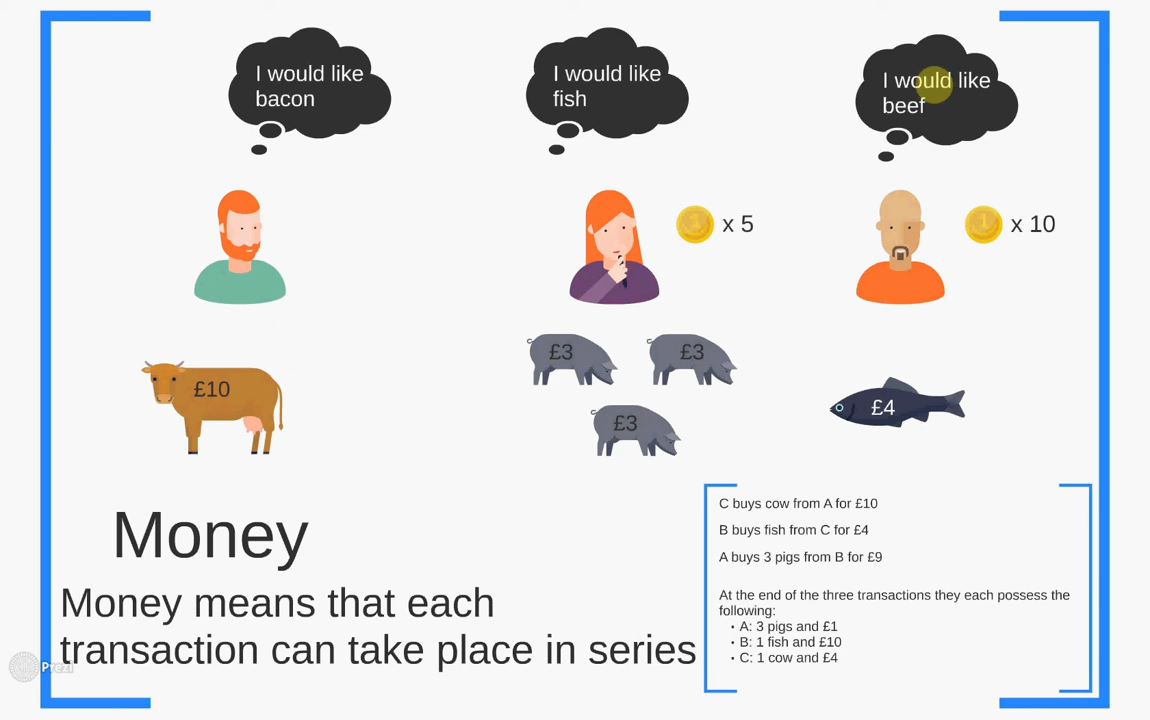 I would like
bacon
I would like
fish
I would like
beef
1 x 5
1 x 10
£10
£3
£3
£3
£4
Money
Money means that each
transaction can take place in series
C buys cow from A for £10
B buys fish from C for £4
A buys 3 pigs from B for £9
At the end of the three transactions they each possess the
following:
• A: 3 pigs and £1
• B: 1 fish and £10
• C: 1 cow and £4
Prezi